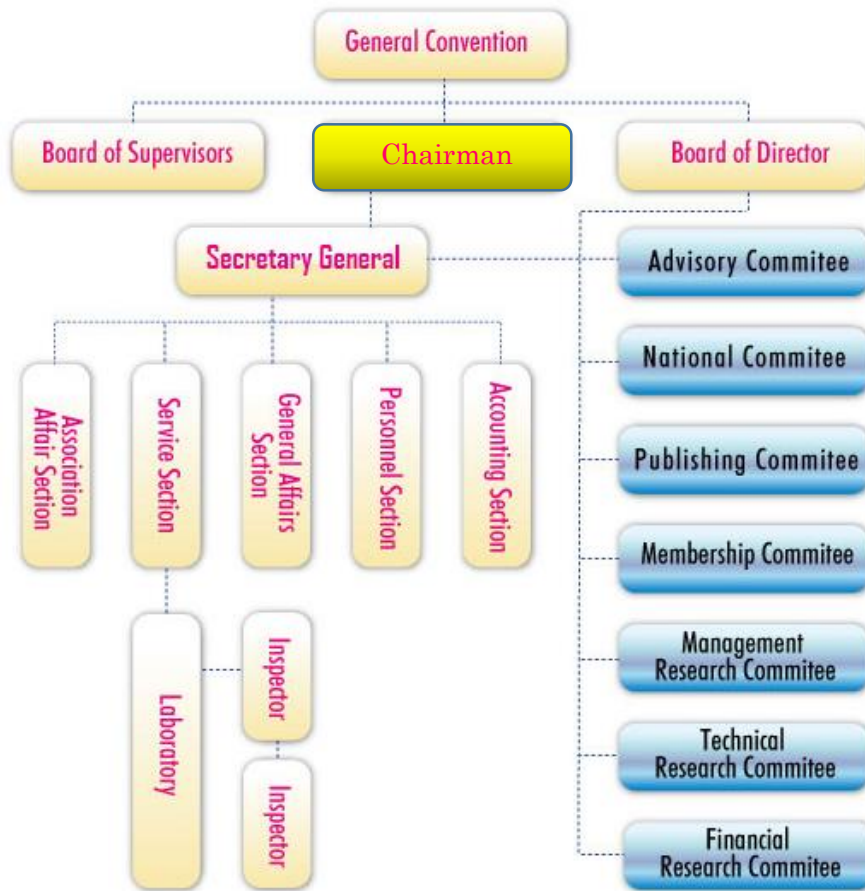 General Convention
Board of Supervisors
Chairman
Board of Director
Secretary General
Advisory Commitee
National Commitee
Publishing Commitee
Membership Commitee
Management
Research Commitee
Technical
Research Commitee
Financial
Research Commitee
Association
Affair Section
Service Section
General Affairs
Section
Personnel Section
Accounting Section
Laboratory
Inspector
Inspector